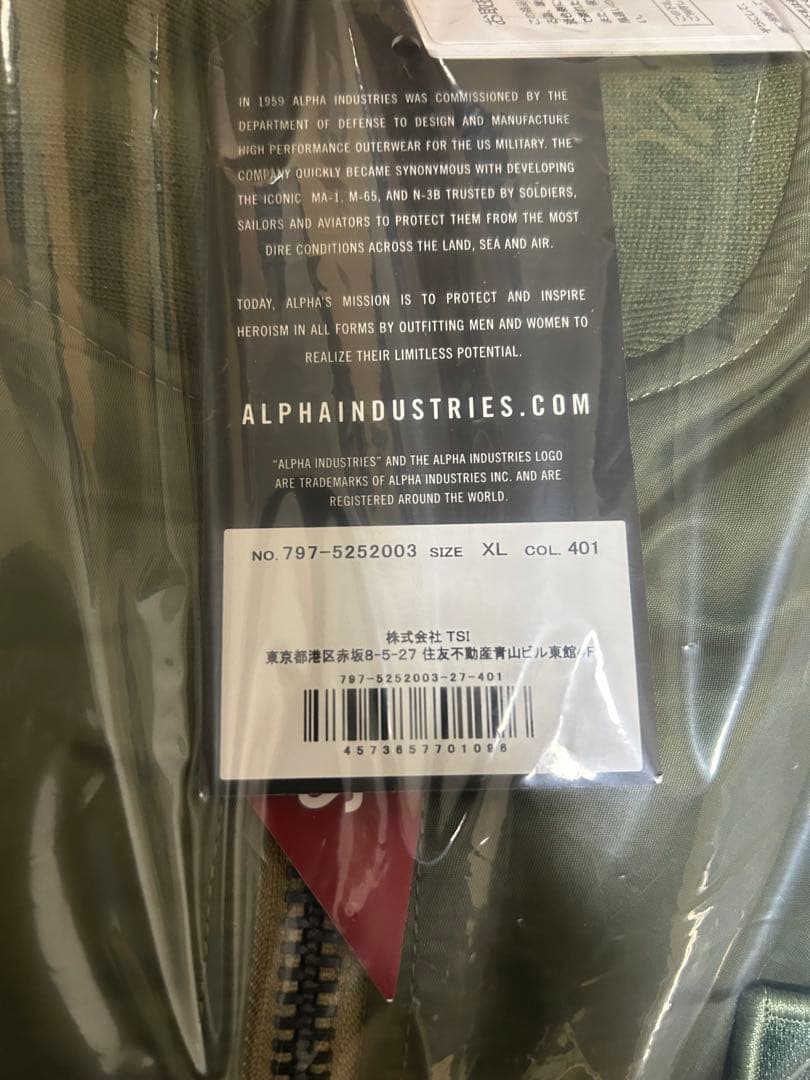 IN 1959 ALPHA INDUSTRIES WAS COMMISSIONED BY THE
DEPARTMENT OF DEFENSE TO DESIGN AND MANUFACTURE
HIGH PERFORMANCE OUTERWEAR FOR THE US MILITARY. THE
COMPANY QUICKLY BECAME SYNONYMOUS WITH DEVELOPING
THE ICONIC MA-1, M-65, AND N-3B TRUSTED BY SOLDIERS,
SAILORS AND AVIATORS TO PROTECT THEM FROM THE MOST
DIRE CONDITIONS ACROSS THE LAND, SEA AND AIR.
TODAY, ALPHA'S MISSION IS TO PROTECT AND INSPIRE
HEROISM IN ALL FORMS BY OUTFITTING MEN AND WOMEN TO
REALIZE THEIR LIMITLESS POTENTIAL.
ALPHAINDUSTRIES.COM
"ALPHA INDUSTRIES" AND THE ALPHA INDUSTRIES LOGO
ARE TRADEMARKS OF ALPHA INDUSTRIES INC. AND ARE
REGISTERED AROUND THE WORLD.
NO. 797-5252003 SIZE XL COL. 401
株式会社 TSI
東京都港区赤坂8-5-27 住友不動産青山ビル東館4F
797-5252003-27-401
4573657701096